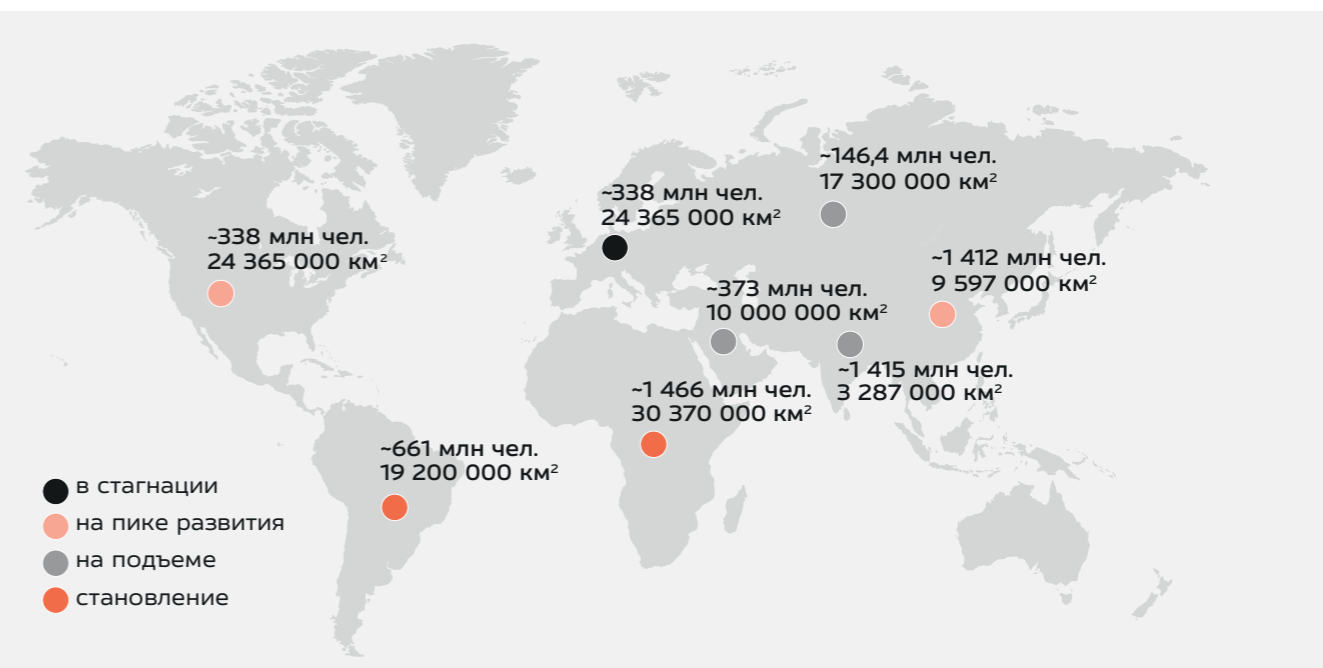 ~146,4 млн чел.
17 300 000 км²
~338 млн чел.
24 365 000 км²
~338 млн чел.
24 365 000 км²
~1 412 млн чел.
9 597 000 км²
~373 млн чел.
10 000 000 км²
~1 415 млн чел.
3 287 000 км²
~1 466 млн чел.
30 370 000 км²
~661 млн чел.
19 200 000 км²
в стагнации
на пике развития
на подъеме
становление